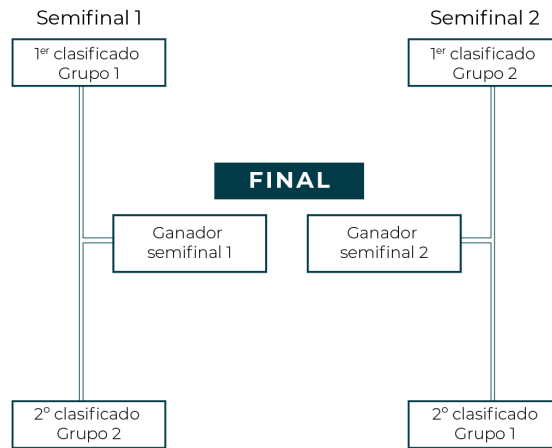 Semifinal 1
Semifinal 2
1er clasificado
Grupo 1
1er clasificado
Grupo 2
FINAL
Ganador
semifinal 1
Ganador
semifinal 2
2º clasificado
Grupo 2
2º clasificado
Grupo 1